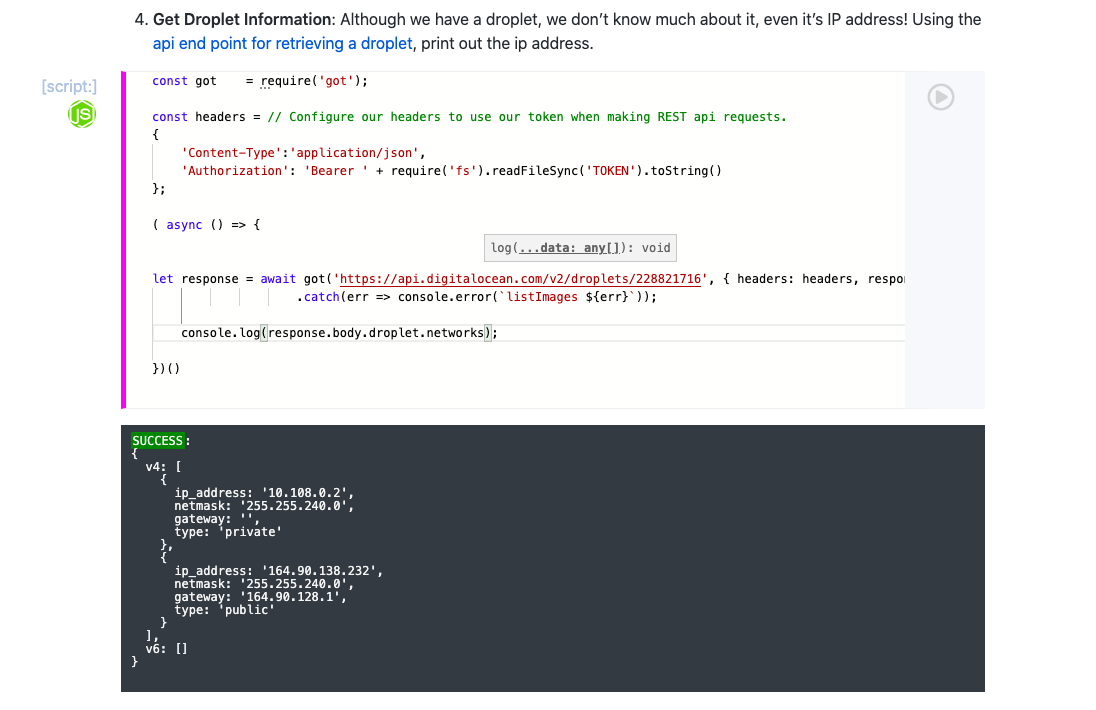 4. Get Droplet Information: Although we have a droplet, we don’t know much about it, even it’s IP address! Using the
api end point for retrieving a droplet, print out the ip address.
[script:]
JS
const got    = require('got');
const headers = // Configure our headers to use our token when making REST api requests.
{
    'Content-Type':'application/json',
    'Authorization': 'Bearer ' + require('fs').readFileSync('TOKEN').toString()
};
( async () => {
log(...data: any[]): void
let response = await got('https://api.digitalocean.com/v2/droplets/228821716', { headers: headers, respo
                    .catch(err => console.error(`listImages ${err}`));
    console.log(response.body.droplet.networks);
})()
SUCCESS:
{
  v4: [
    {
      ip_address: '10.108.0.2',
      netmask: '255.255.240.0',
      gateway: '',
      type: 'private'
    },
    {
      ip_address: '164.90.138.232',
      netmask: '255.255.240.0',
      gateway: '164.90.128.1',
      type: 'public'
    }
  ],
  v6: []
}